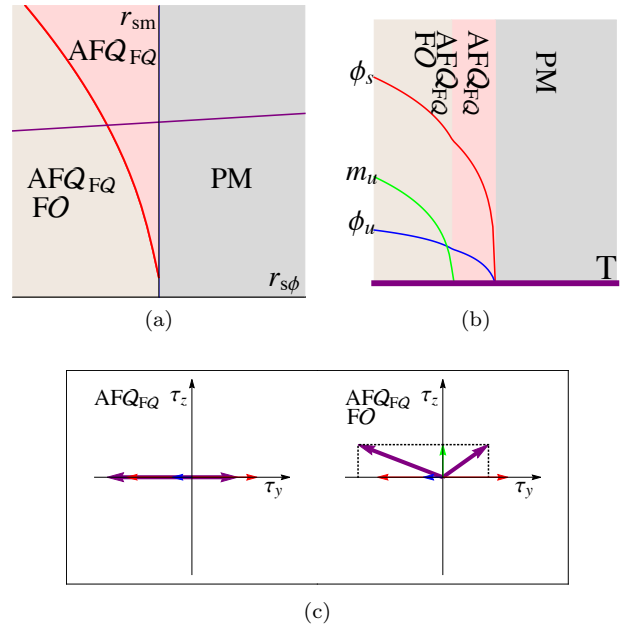 r_sm
AFQ_FQ
AFQ_FQ
FO
PM
r_sϕ
(a)
ϕ_s
m_u
ϕ_u
AFQ_FQ
FO
AFQ_FQ
PM
T
(b)
AFQ_FQ
τ_z
τ_y
AFQ_FQ
FO
τ_z
τ_y
(c)